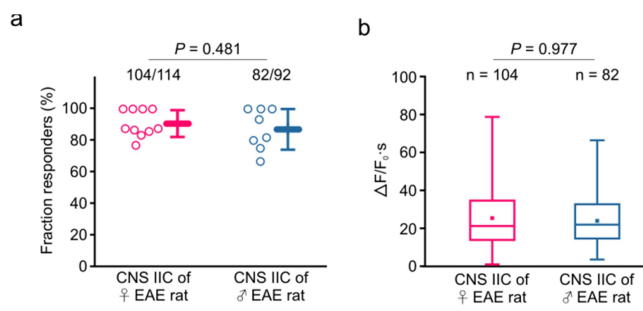 a
P = 0.481
104/114 82/92
Fraction responders (%)
100
80
60
40
20
0
CNS IIC of
♀ EAE rat
CNS IIC of
♂ EAE rat
b
P = 0.977
n = 104 n = 82
ΔF/F₀·s
100
80
60
40
20
0
CNS IIC of
♀ EAE rat
CNS IIC of
♂ EAE rat